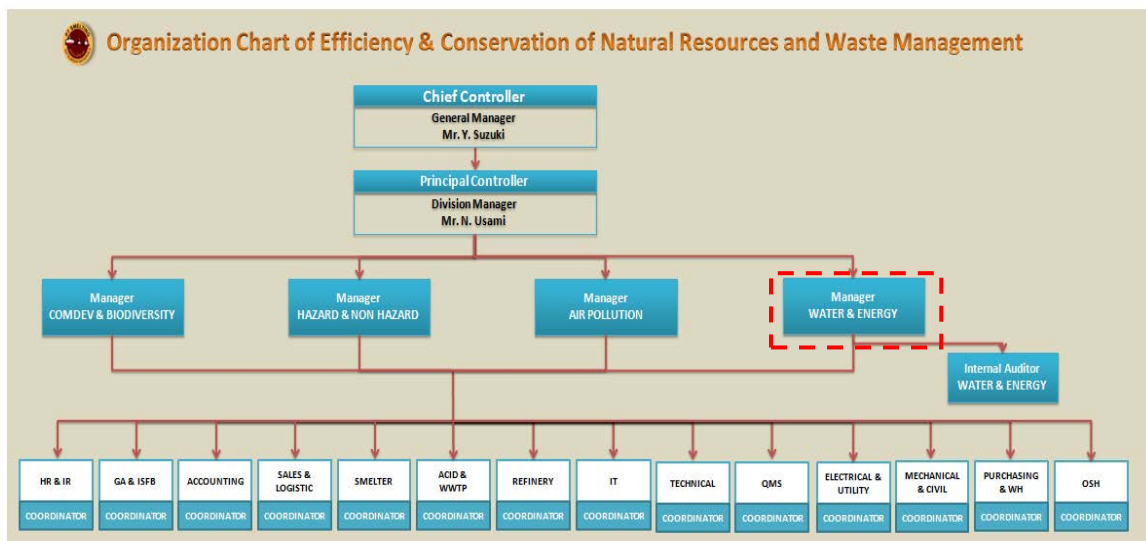 Organization Chart of Efficiency & Conservation of Natural Resources and Waste Management
Chief Controller
General Manager
Mr. Y. Suzuki
Principal Controller
Division Manager
Mr. N. Usami
Manager
COMDEV & BIODIVERSITY
Manager
HAZARD & NON HAZARD
Manager
AIR POLLUTION
Manager
WATER & ENERGY
Internal Auditor
WATER & ENERGY
HR & IR
COORDINATOR
GA & ISFB
COORDINATOR
ACCOUNTING
COORDINATOR
SALES &
LOGISTIC
COORDINATOR
SMELTER
COORDINATOR
ACID &
WWTP
COORDINATOR
REFINERY
COORDINATOR
IT
COORDINATOR
TECHNICAL
COORDINATOR
QMS
COORDINATOR
ELECTRICAL &
UTILITY
COORDINATOR
MECHANICAL
& CIVIL
COORDINATOR
PURCHASING
& WH
COORDINATOR
OSH
COORDINATOR